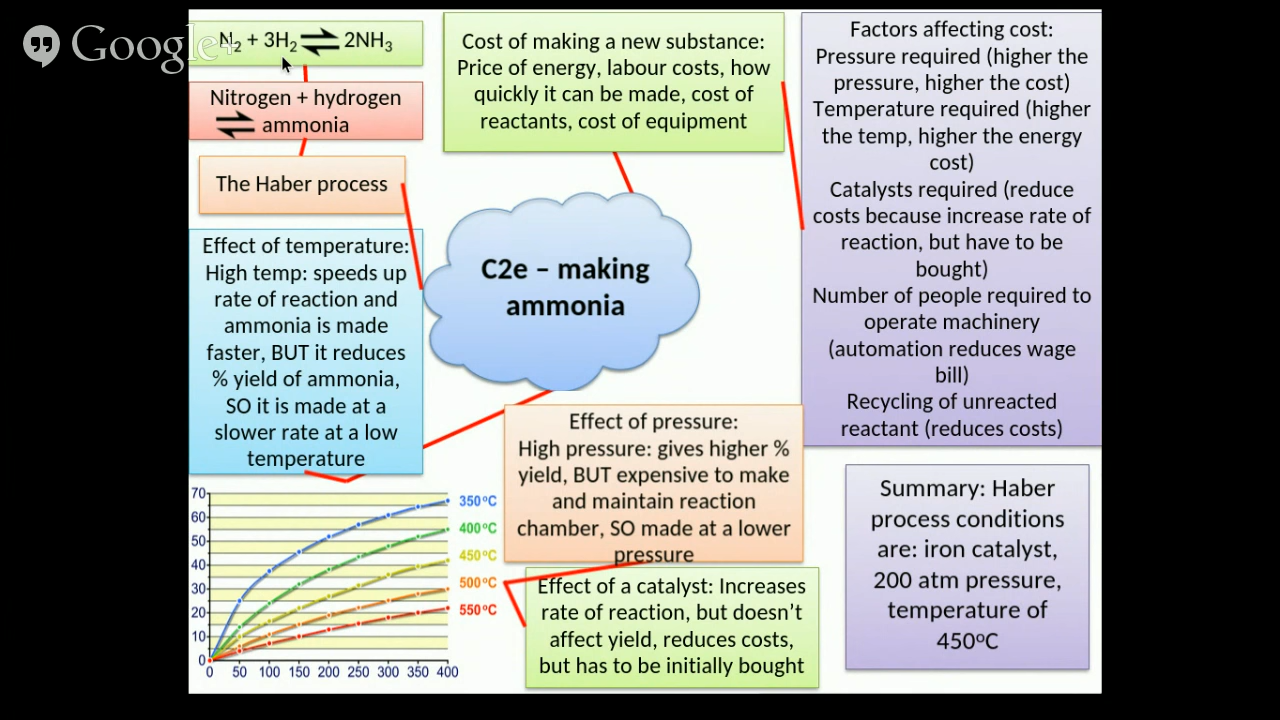 Google+
N₂ + 3H₂ ⇌ 2NH₃
Nitrogen + hydrogen
⇌ ammonia
The Haber process
Effect of temperature:
High temp: speeds up
rate of reaction and
ammonia is made
faster, BUT it reduces
% yield of ammonia,
SO it is made at a
slower rate at a low
temperature
Cost of making a new substance:
Price of energy, labour costs, how
quickly it can be made, cost of
reactants, cost of equipment
C2e – making
ammonia
Factors affecting cost:
Pressure required (higher the
pressure, higher the cost)
Temperature required (higher
the temp, higher the energy
cost)
Catalysts required (reduce
costs because increase rate of
reaction, but have to be
bought)
Number of people required to
operate machinery
(automation reduces wage
bill)
Recycling of unreacted
reactant (reduces costs)
Effect of pressure:
High pressure: gives higher %
yield, BUT expensive to make
and maintain reaction
chamber, SO made at a lower
pressure
Effect of a catalyst: Increases
rate of reaction, but doesn't
affect yield, reduces costs,
but has to be initially bought
Summary: Haber
process conditions
are: iron catalyst,
200 atm pressure,
temperature of
450ºC
70
60
50
40
30
20
10
0
0 50 100 150 200 250 300 350 400
350ºC
400ºC
450ºC
500ºC
550ºC